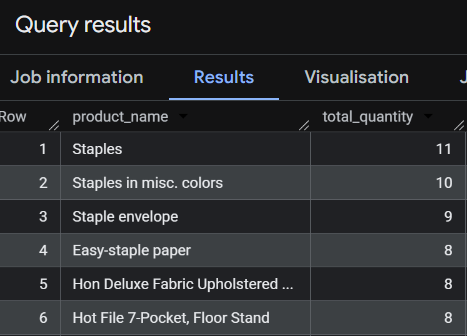 Query results
Job information Results Visualisation
Row product_name total_quantity
1 Staples 11
2 Staples in misc. colors 10
3 Staple envelope 9
4 Easy-staple paper 8
5 Hon Deluxe Fabric Upholstered ... 8
6 Hot File 7-Pocket, Floor Stand 8